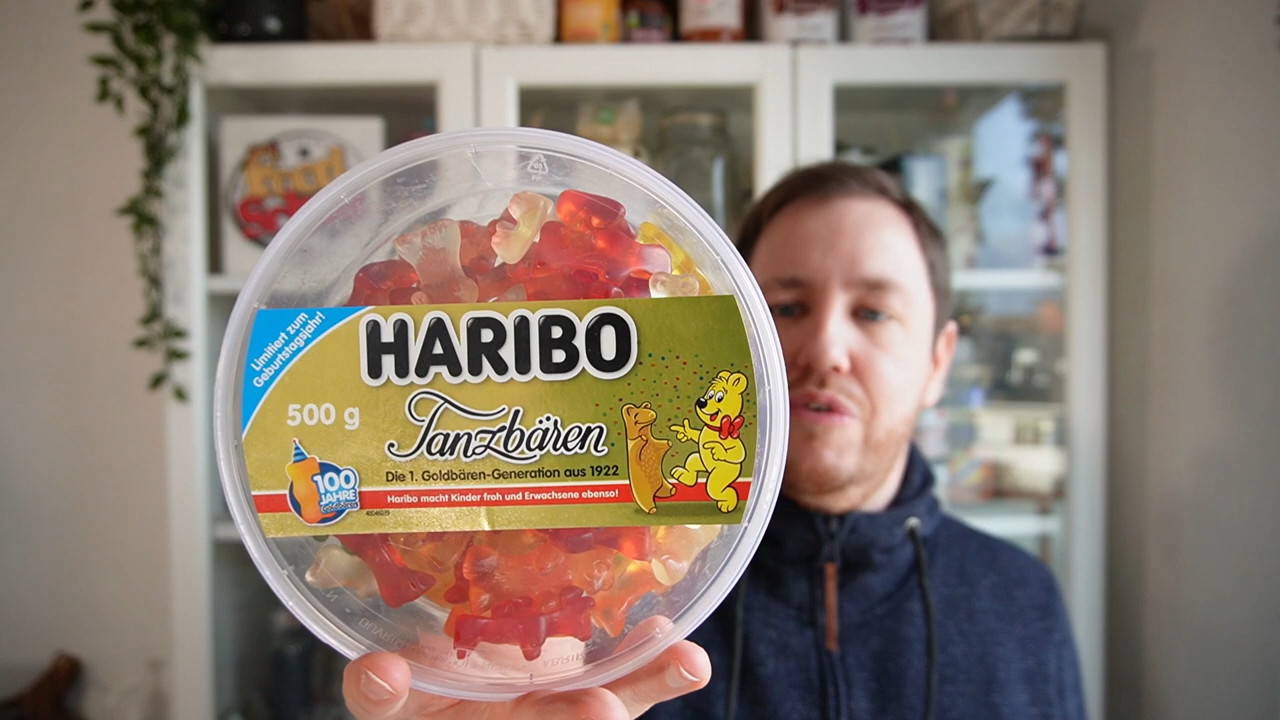 Limitiert zum
Geburtstagsjahr!
HARIBO
500 g
Tanzbären
Die 1. Goldbären-Generation aus 1922
100
JAHRE
Goldbären
Haribo macht Kinder froh und Erwachsene ebenso!